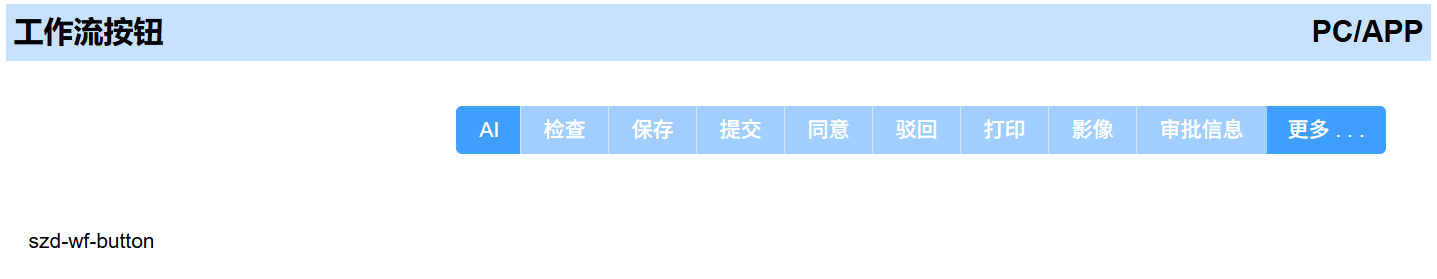 工作流按钮 PC/APP
AI 检查 保存 提交 同意 驳回 打印 影像 审批信息 更多 . . .
szd-wf-button